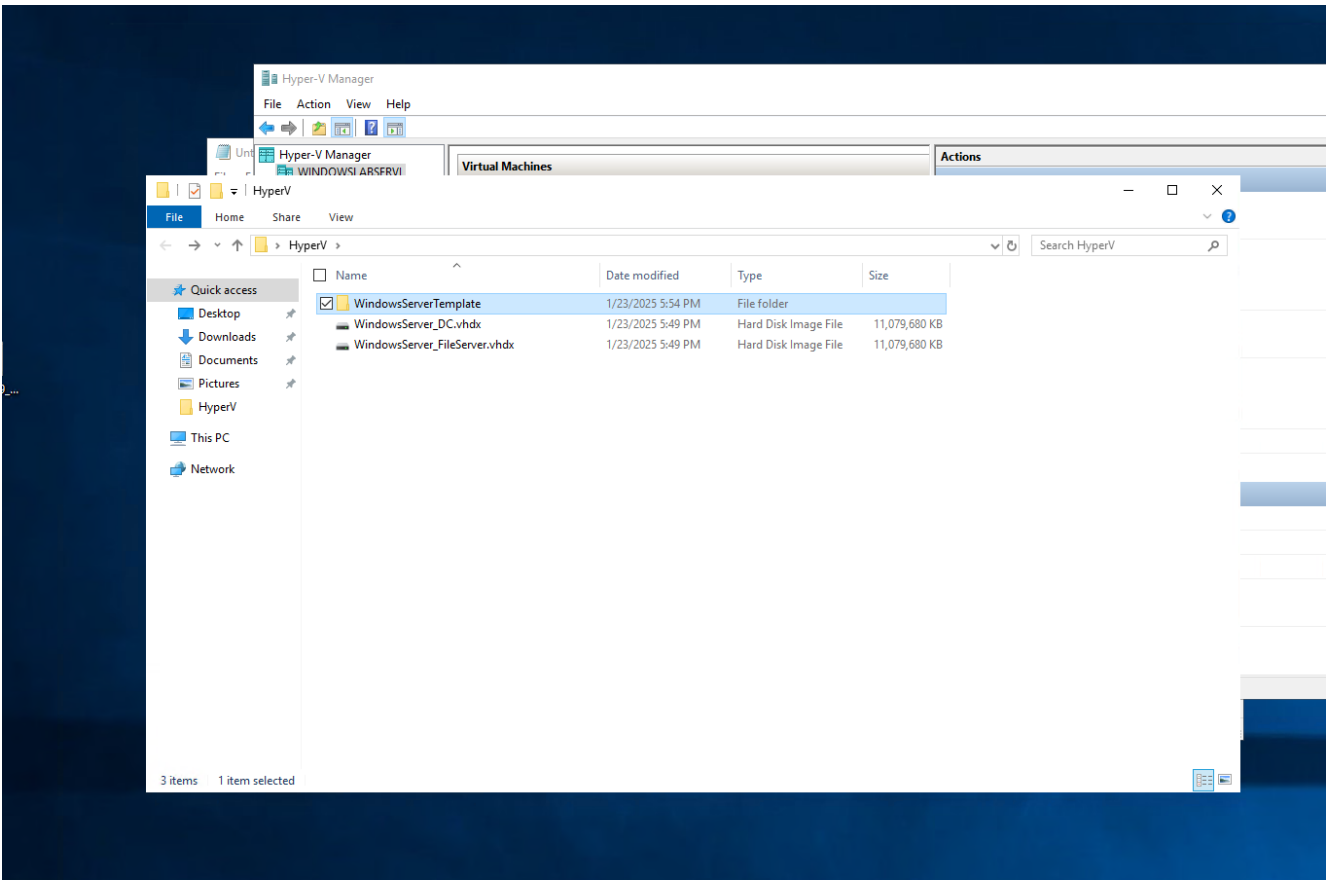 Hyper-V Manager
File Action View Help
Unt
Hyper-V Manager
WINDOWSLABSERVI
Virtual Machines
Actions
HyperV
File Home Share View
HyperV
Search HyperV
Name Date modified Type Size
Quick access
Desktop
Downloads
Documents
Pictures
HyperV
This PC
Network
WindowsServerTemplate 1/23/2025 5:54 PM File folder
WindowsServer_DC.vhdx 1/23/2025 5:49 PM Hard Disk Image File 11,079,680 KB
WindowsServer_FileServer.vhdx 1/23/2025 5:49 PM Hard Disk Image File 11,079,680 KB
3 items 1 item selected